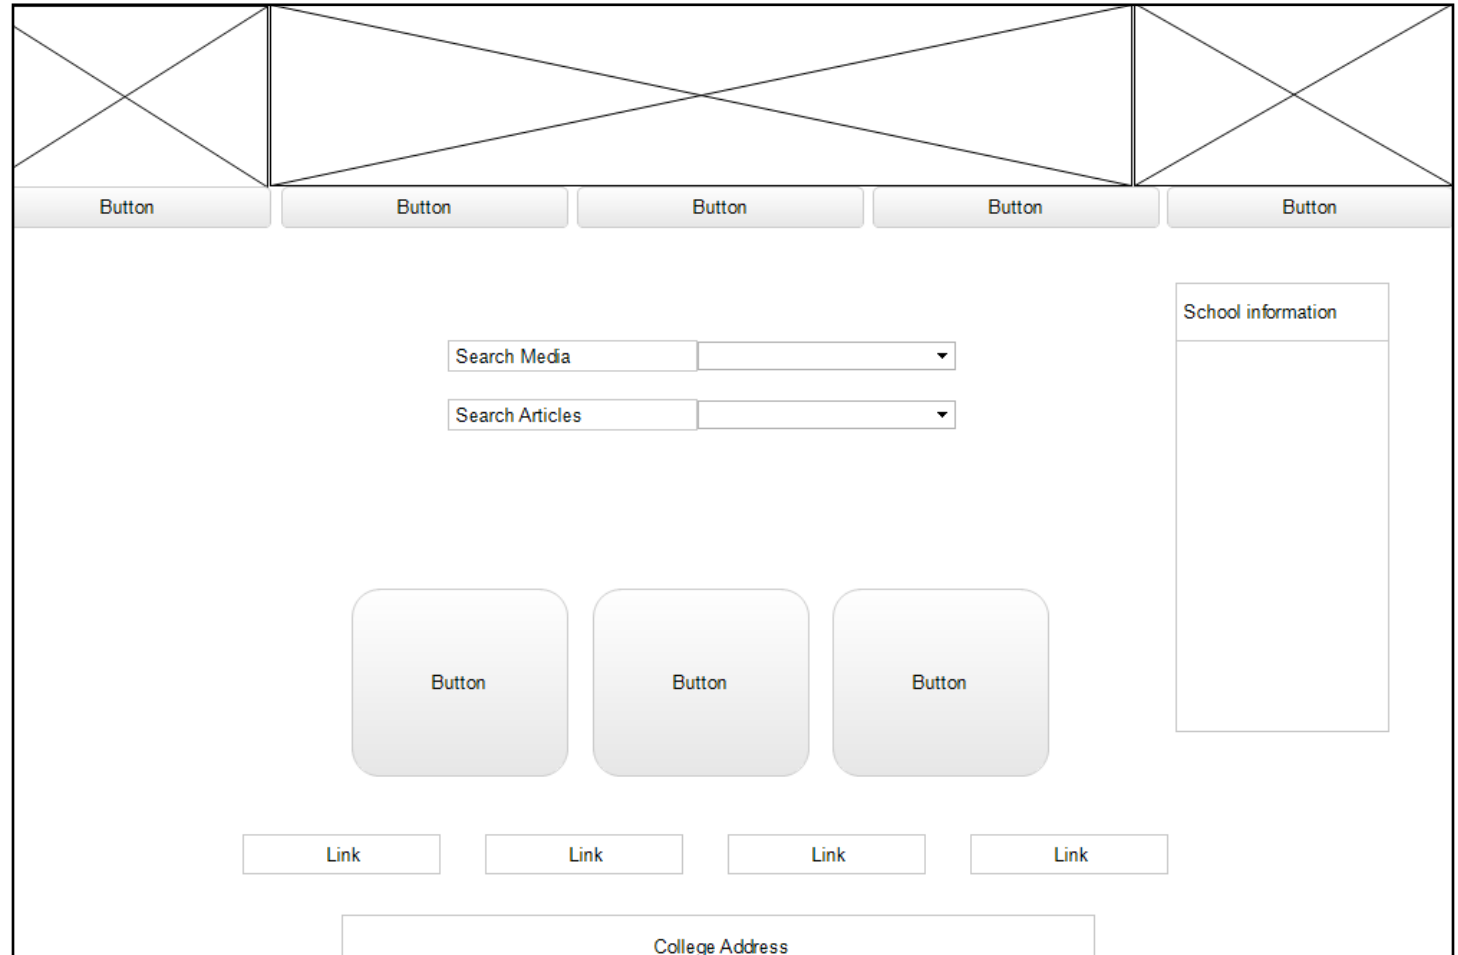 Button
Button
Button
Button
Button
School information
Search Media
Search Articles
Button
Button
Button
Link
Link
Link
Link
College Address